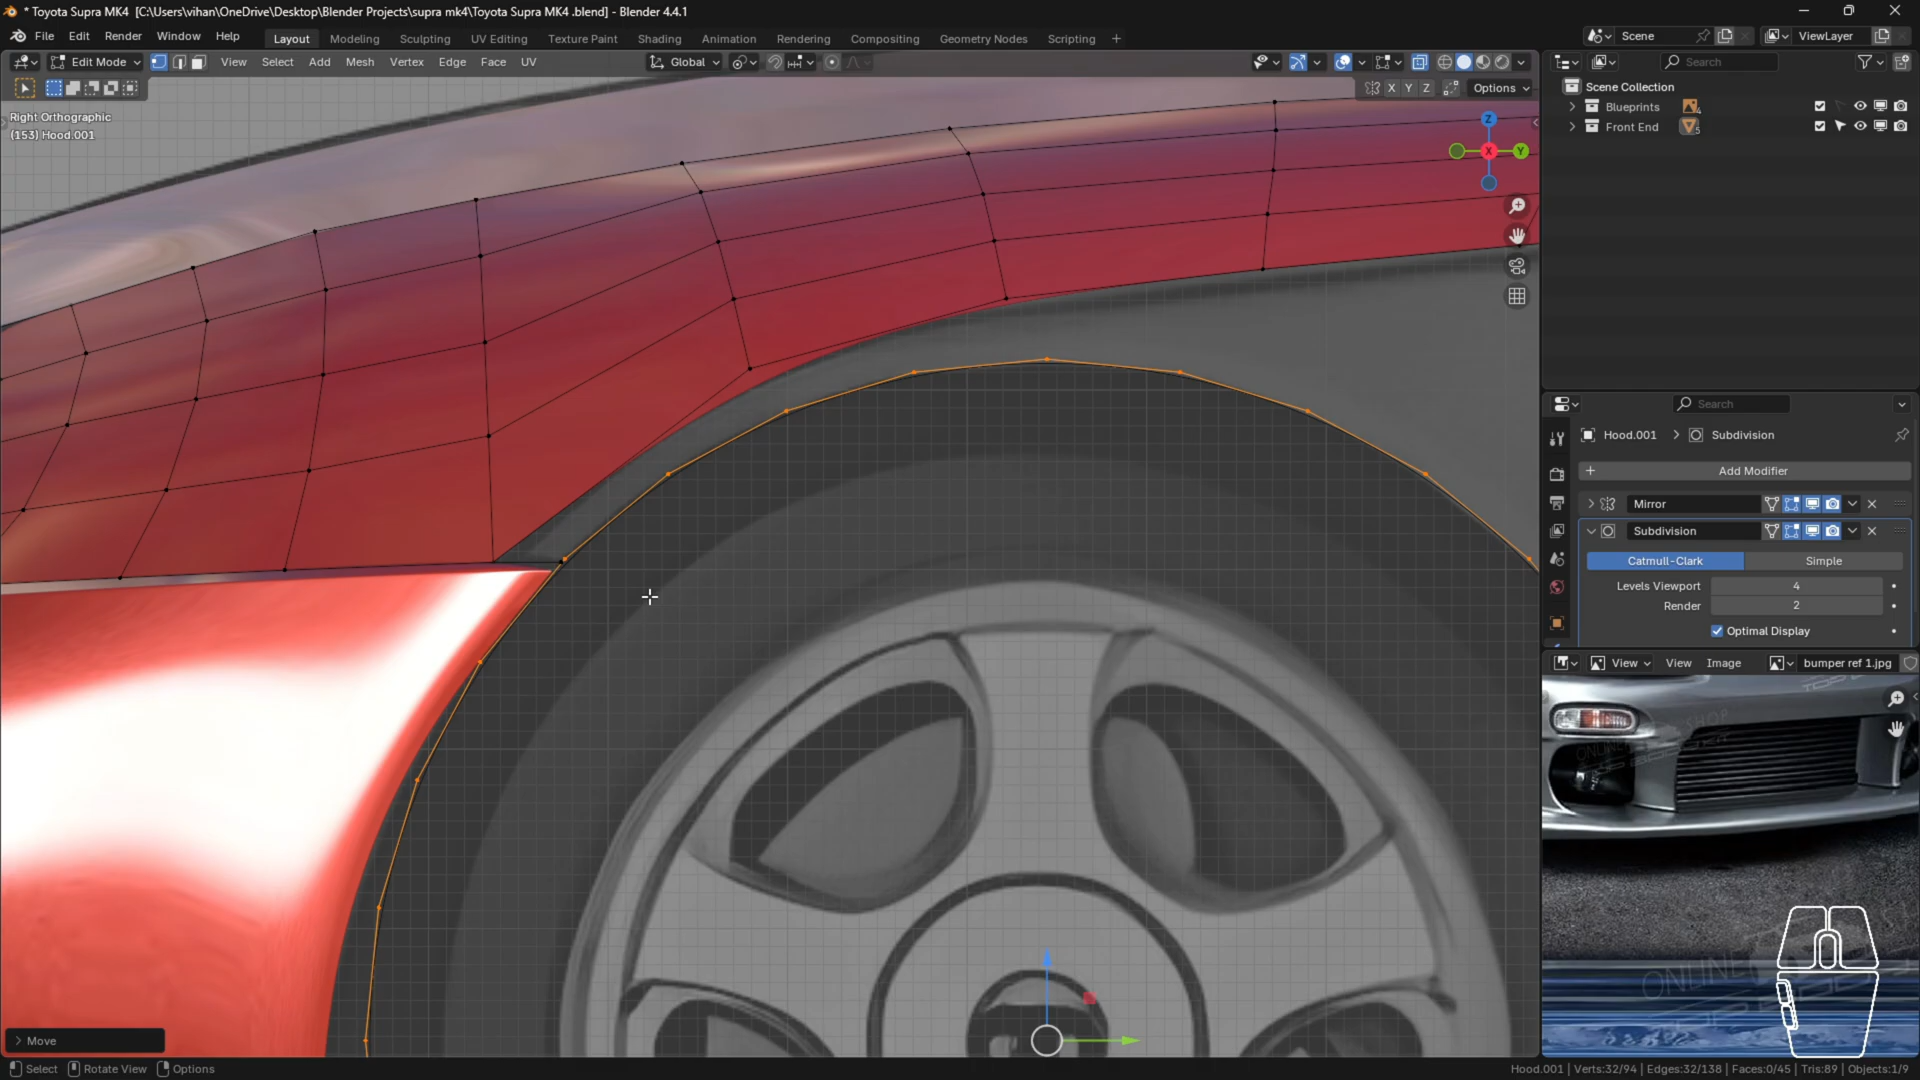 * Toyota Supra MK4  [C:\Users\vihan\OneDrive\Desktop\Blender Projects\supra mk4\Toyota Supra MK4 .blend] - Blender 4.4.1
File Edit Render Window Help
Layout Modeling Sculpting UV Editing Texture Paint Shading Animation Rendering Compositing Geometry Nodes Scripting +
Scene ViewLayer
Edit Mode View Select Add Mesh Vertex Edge Face UV Global
Search
X Y Z Options
Scene Collection
Blueprints 4
Front End 5
Right Orthographic
(153) Hood.001
Z
X
Y
Search
Hood.001 > Subdivision
+ Add Modifier
Mirror
Subdivision
Catmull-Clark Simple
Levels Viewport 4
Render 2
Optimal Display
View View Image bumper ref 1.jpg
Move
Select Rotate View Options
Hood.001 | Verts:32/94 | Edges:32/138 | Faces:0/45 | Tris:89 | Objects:1/9